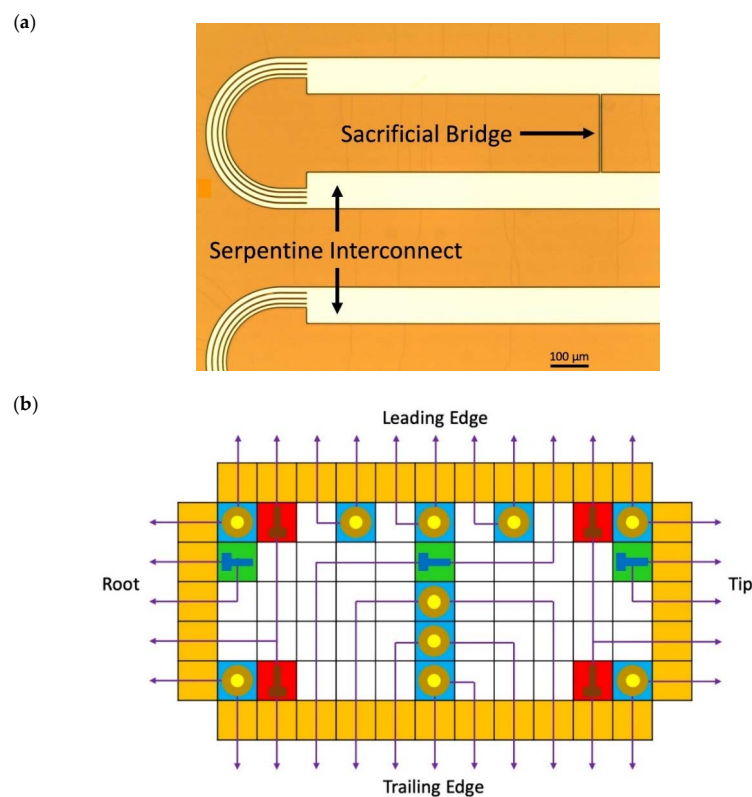 (a)
Sacrificial Bridge
Serpentine Interconnect
100 µm
(b)
Leading Edge
Root
Tip
Trailing Edge